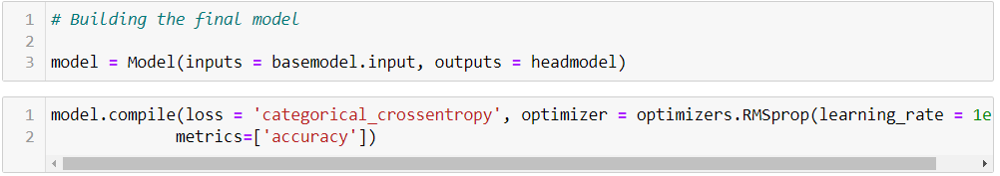 1 # Building the final model
2
3 model = Model(inputs = basemodel.input, outputs = headmodel)
1 model.compile(loss = 'categorical_crossentropy', optimizer = optimizers.RMSprop(learning_rate = 1e
2 metrics=['accuracy'])